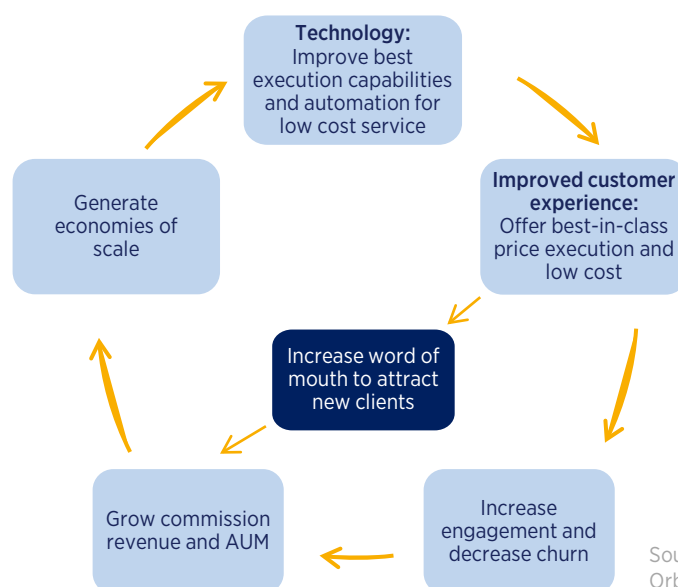 Technology:
Improve best
execution capabilities
and automation for
low cost service
Improved customer
experience:
Offer best-in-class
price execution and
low cost
Generate
economies of
scale
Increase word of
mouth to attract
new clients
Grow commission
revenue and AUM
Increase
engagement and
decrease churn